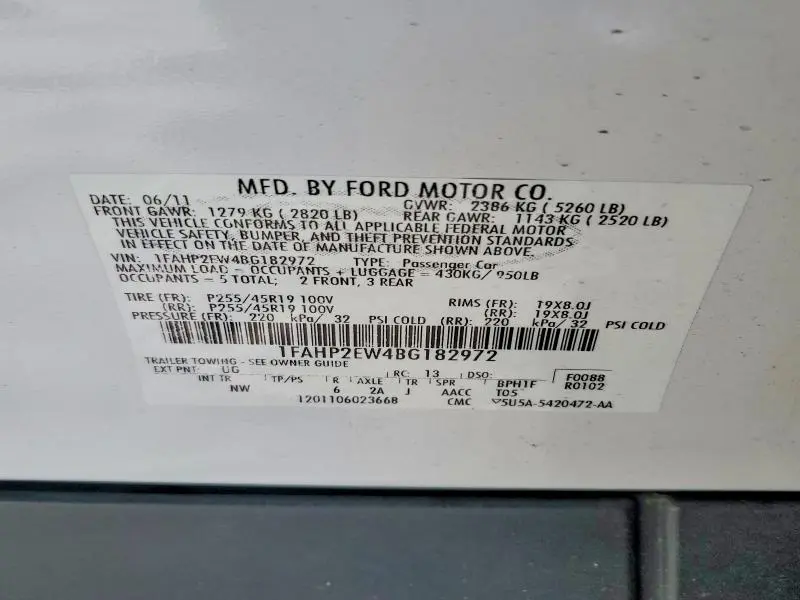 MFD. BY FORD MOTOR CO.
DATE: 06/11 GVWR: 2386 KG ( 5260 LB)
FRONT GAWR: 1279 KG ( 2820 LB) REAR GAWR: 1143 KG ( 2520 LB)
THIS VEHICLE CONFORMS TO ALL APPLICABLE FEDERAL MOTOR
VEHICLE SAFETY, BUMPER, AND THEFT PREVENTION STANDARDS
IN EFFECT ON THE DATE OF MANUFACTURE SHOWN ABOVE.
VIN: 1FAHP2EW4BG182972 TYPE: Passenger Car
MAXIMUM LOAD - OCCUPANTS + LUGGAGE = 430KG/ 950LB
OCCUPANTS = 5 TOTAL; 2 FRONT, 3 REAR
TIRE (FR): P255/45R19 100V RIMS (FR): 19X8.0J
(RR): P255/45R19 100V (RR): 19X8.0J
PRESSURE (FR): 220 kPa/ 32 PSI COLD (RR): 220 kPa/ 32 PSI COLD
1FAHP2EW4BG182972
TRAILER TOWING - SEE OWNER GUIDE
EXT PNT: UG RC: 13 DSO: F0088
INT TR TP/PS R AXLE TR SPR BPH1F R0102
NW 6 2A J AACC T05
1201106023668 CMC 5U5A-5420472-AA